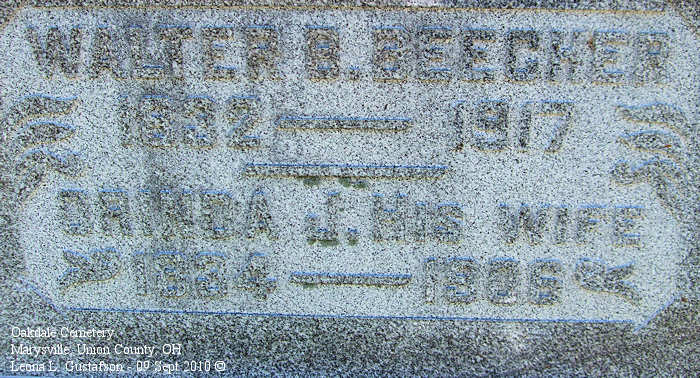 WALTER B. BEECHER
1832 — 1917
ORINDA J. HIS WIFE
1834 — 1906
Oakdale Cemetery
Marysville, Union County, OH
Leona L. Gustafson - 09 Sept 2010 ©